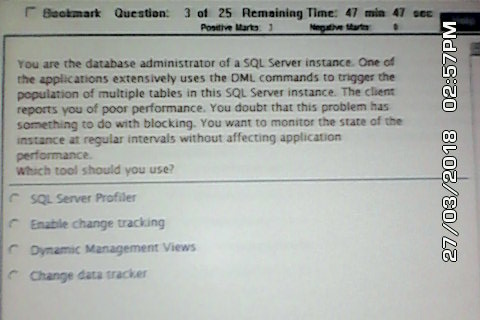 Bookmark Question: 3 of 25 Remaining Time: 47 min 47 sec
Positive Marks: 1 Negative Marks: 0
You are the database administrator of a SQL Server instance. One of
the applications extensively uses the DML commands to trigger the
population of multiple tables in this SQL Server instance. The client
reports you of poor performance. You doubt that this problem has
something to do with blocking. You want to monitor the state of the
instance at regular intervals without affecting application
performance.
Which tool should you use?
SQL Server Profiler
Enable change tracking
Dynamic Management Views
Change data tracker
27/03/2018 02:57PM